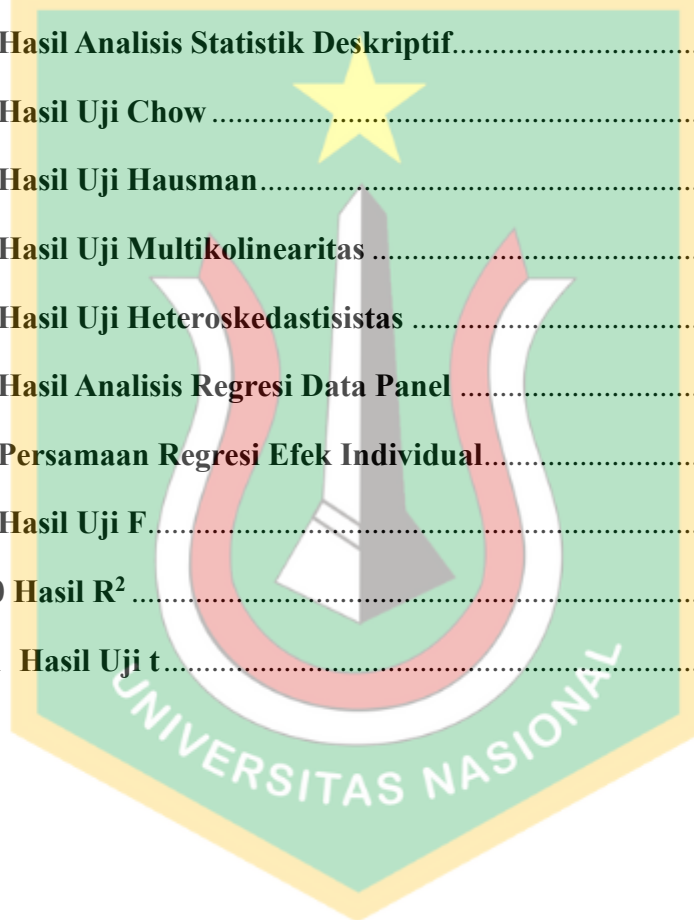 Hasil Analisis Statistik Deskriptif................................
Hasil Uji Chow................................
Hasil Uji Hausman................................
Hasil Uji Multikolinearitas................................
Hasil Uji Heteroskedastisistas................................
Hasil Analisis Regresi Data Panel................................
Persamaan Regresi Efek Individual................................
Hasil Uji F................................
Hasil R²................................
Hasil Uji t................................
UNIVERSITAS NASIONAL